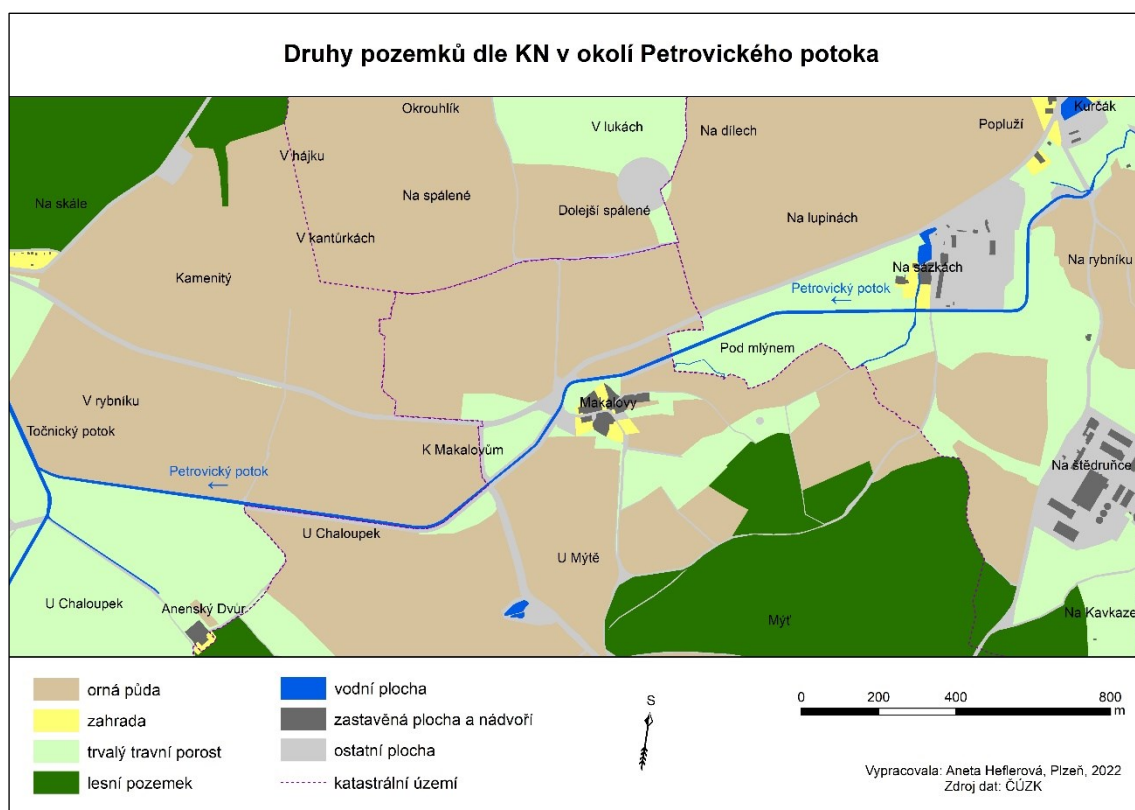 Druhy pozemků dle KN v okolí Petrovického potoka
Kurčák
Okrouhlík
V lukách
Na dílech
Popluží
V hájku
Na skále
Na spálené
Dolejší spálené
Na lupinách
V kantúrkách
Na rybníku
Kamenitý
Na sázkách
Petrovický potok
←
Pod mlýnem
V rybníku
Makalovy
Točnický potok
K Makalovům
Na štědruňce
Petrovický potok
←
U Chaloupek
U Mýtě
U Chaloupek
Anenský Dvůr
Mýť
Na Kavkaze
orná půda
zahrada
trvalý travní porost
lesní pozemek
vodní plocha
zastavěná plocha a nádvoří
ostatní plocha
katastrální území
S
0 200 400 800
m
Vypracovala: Aneta Heflerová, Plzeň, 2022
Zdroj dat: ČÚZK